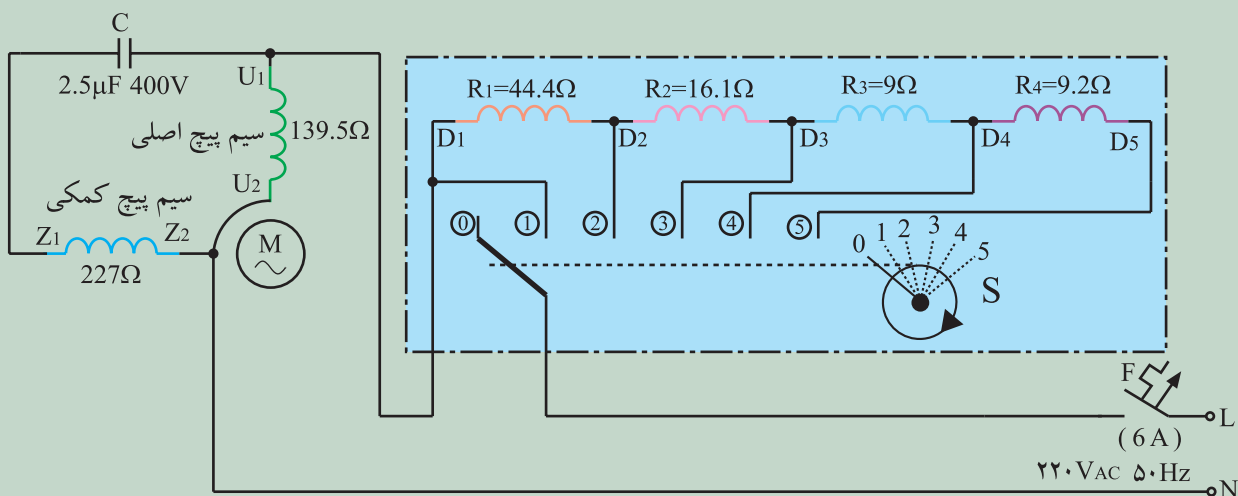 C
2.5µF 400V
U1
سیم پیچ اصلی 139.5Ω
U2
سیم پیچ کمکی
Z1 Z2
227Ω
M
R1=44.4Ω R2=16.1Ω R3=9Ω R4=9.2Ω
D1 D2 D3 D4 D5
0 1 2 3 4 5
0 1 2 3 4 5
S
F
(6A)
L
۲۲۰VAC ۵۰Hz
N